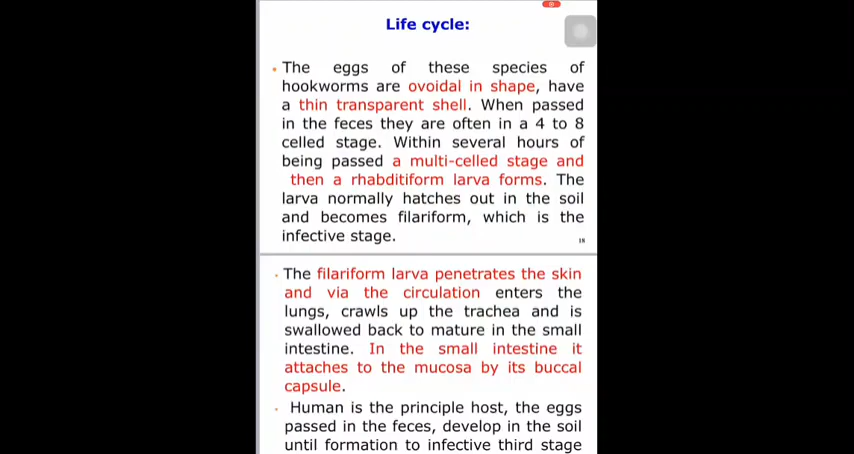 Life cycle:
• The eggs of these species of
hookworms are ovoidal in shape, have
a thin transparent shell. When passed
in the feces they are often in a 4 to 8
celled stage. Within several hours of
being passed a multi-celled stage and
then a rhabditiform larva forms. The
larva normally hatches out in the soil
and becomes filariform, which is the
infective stage.
18
• The filariform larva penetrates the skin
and via the circulation enters the
lungs, crawls up the trachea and is
swallowed back to mature in the small
intestine. In the small intestine it
attaches to the mucosa by its buccal
capsule.
• Human is the principle host, the eggs
passed in the feces, develop in the soil
until formation to infective third stage